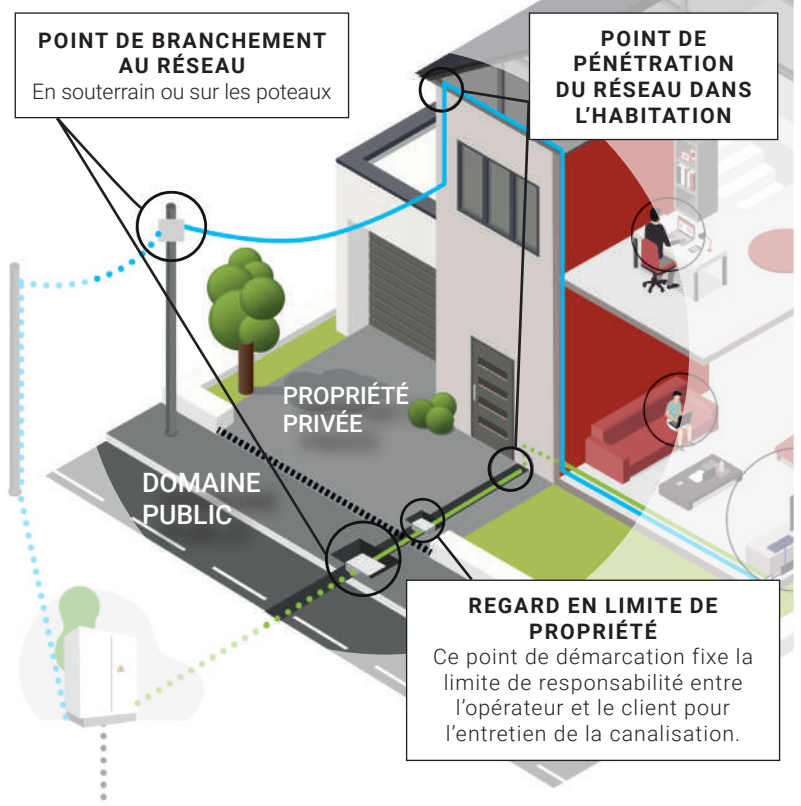 POINT DE BRANCHEMENT
AU RÉSEAU
En souterrain ou sur les poteaux
POINT DE
PÉNÉTRATION
DU RÉSEAU DANS
L'HABITATION
PROPRIÉTÉ
PRIVÉE
DOMAINE
PUBLIC
REGARD EN LIMITE DE
PROPRIÉTÉ
Ce point de démarcation fixe la
limite de responsabilité entre
l'opérateur et le client pour
l'entretien de la canalisation.